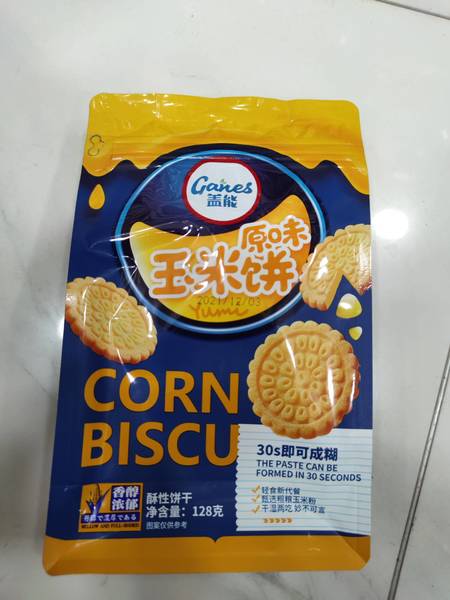 Ganes
盖能
原味
玉米饼
2021/12/03
Yumi
CORN
BISCU
30s即可成糊
THE PASTE CAN BE
FORMED IN 30 SECONDS
轻食新代餐
甄选粗粮玉米粉
干湿两吃 妙不可言
香醇
浓郁
MELLOW AND FULL-BODIED
酥性饼干
净含量：128克
图案仅供参考